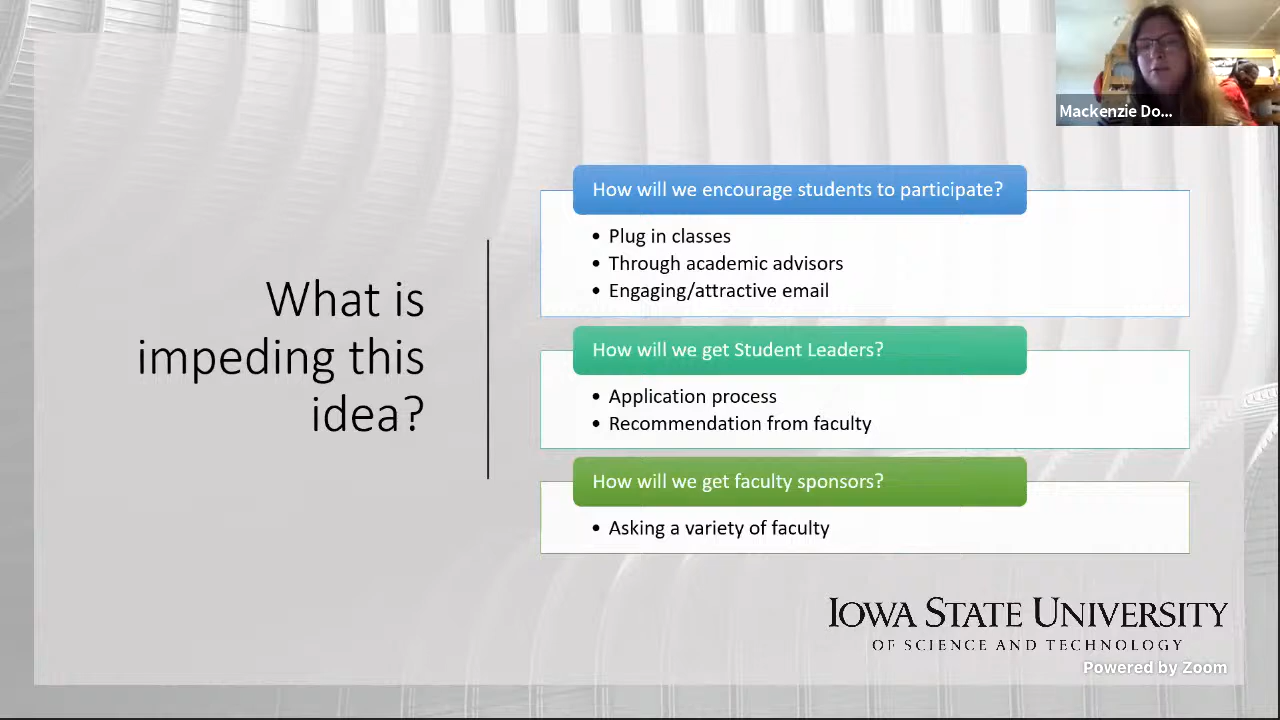 Mackenzie Do...
What is
impeding this
idea?
How will we encourage students to participate?
• Plug in classes
• Through academic advisors
• Engaging/attractive email
How will we get Student Leaders?
• Application process
• Recommendation from faculty
How will we get faculty sponsors?
• Asking a variety of faculty
IOWA STATE UNIVERSITY
OF SCIENCE AND TECHNOLOGY
Powered by Zoom